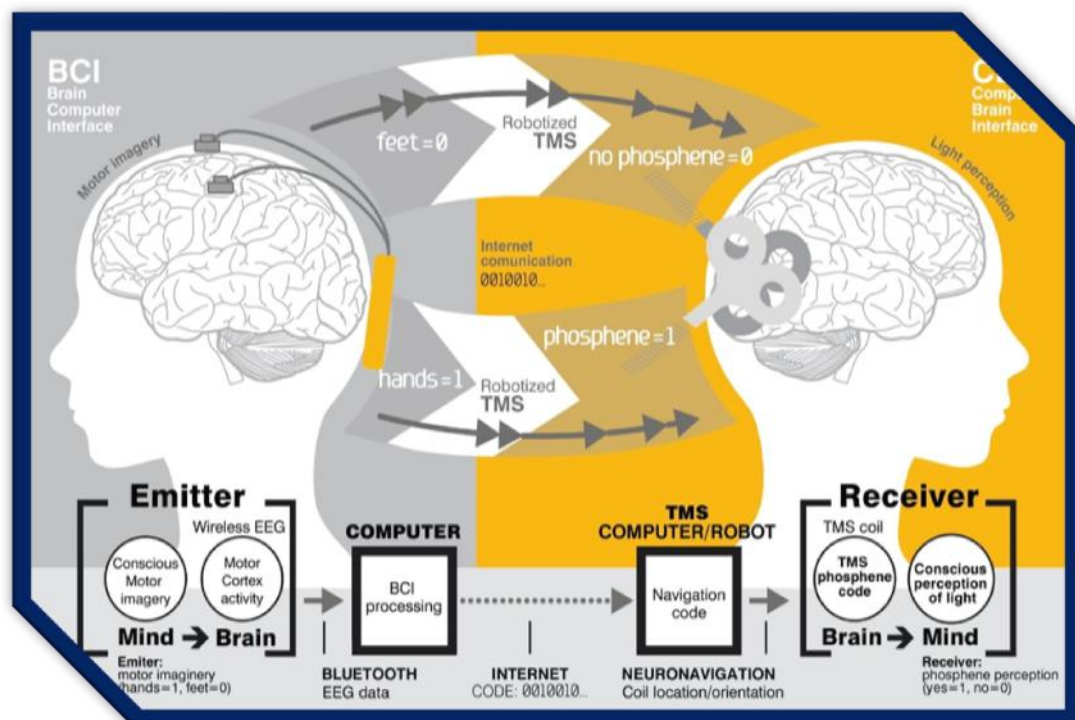 BCI
Brain
Computer
Interface
Motor imagery
feet=0
Robotized
TMS
no phosphene=0
Brain
Interface
Light perception
Internet
comunication
0010010...
phosphene=1
hands=1
Robotized
TMS
Emitter
Wireless EEG
Conscious
Motor
imagery
Motor
Cortex
activity
Mind → Brain
Emiter:
motor imaginery
(hands=1, feet=0)
COMPUTER
BCI
processing
BLUETOOTH
EEG data
INTERNET
CODE: 0010010...
TMS
COMPUTER/ROBOT
Navigation
code
NEURONAVIGATION
Coil location/orientation
Receiver
TMS coil
TMS
phosphene
code
Conscious
perception
of light
Brain → Mind
Receiver:
phosphene perception
(yes=1, no=0)